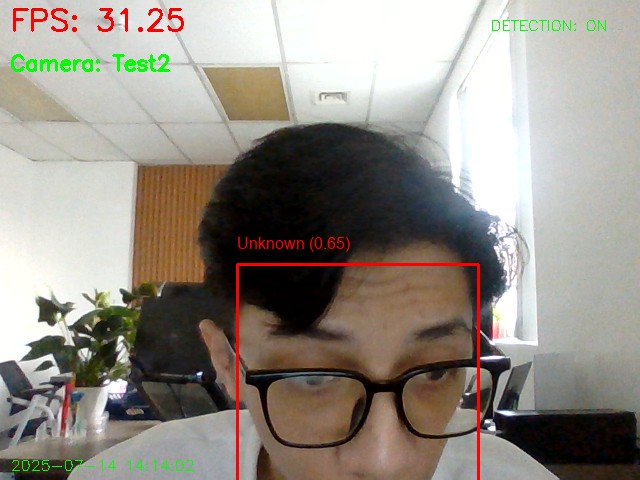 FPS: 31.25
DETECTION: ON
Camera: Test2
Unknown (0.65)
2025-07-14 14:14:02